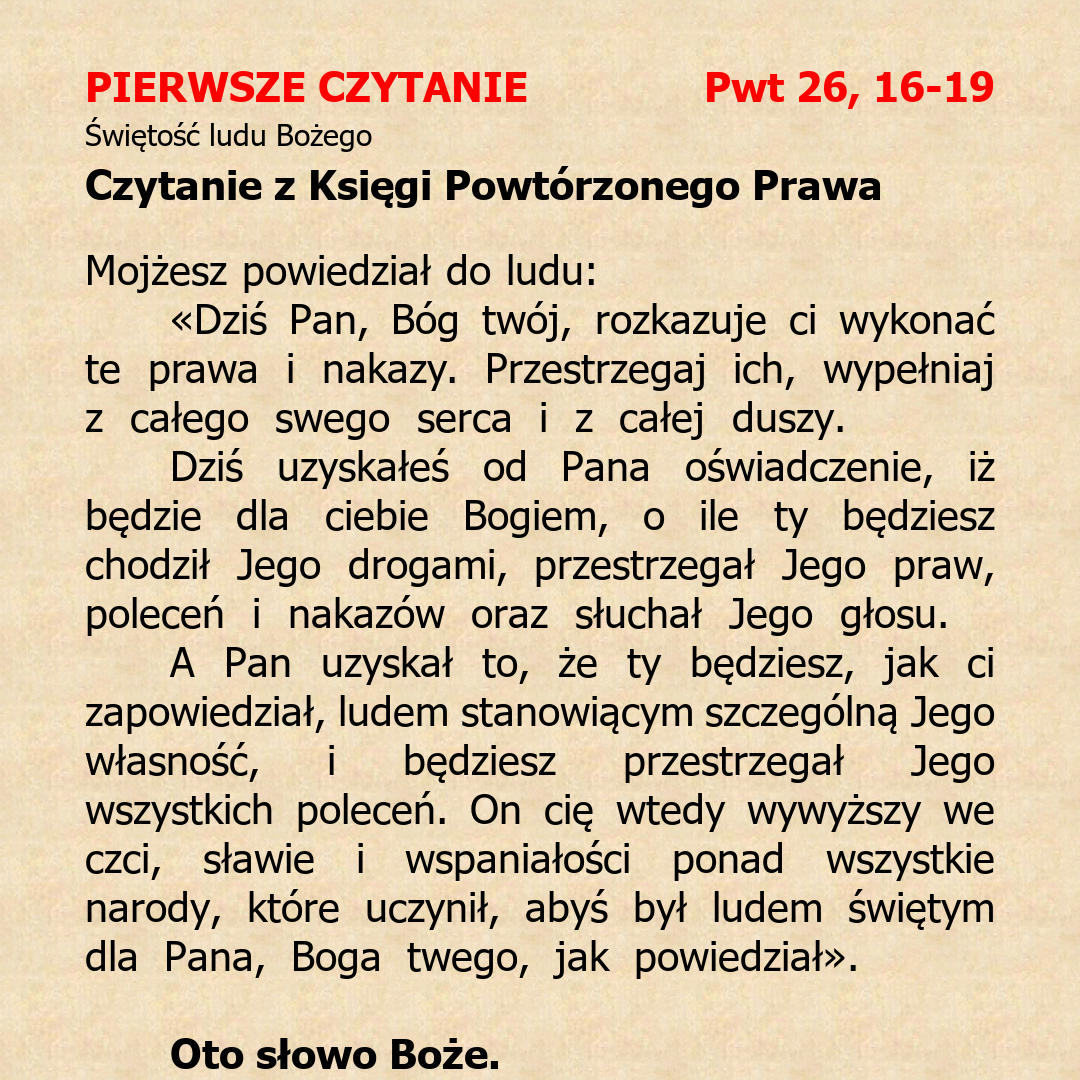 PIERWSZE CZYTANIE Pwt 26, 16-19
Świętość ludu Bożego
Czytanie z Księgi Powtórzonego Prawa
Mojżesz powiedział do ludu:
«Dziś Pan, Bóg twój, rozkazuje ci wykonać
te prawa i nakazy. Przestrzegaj ich, wypełniaj
z całego swego serca i z całej duszy.
Dziś uzyskałeś od Pana oświadczenie, iż
będzie dla ciebie Bogiem, o ile ty będziesz
chodził Jego drogami, przestrzegał Jego praw,
poleceń i nakazów oraz słuchał Jego głosu.
A Pan uzyskał to, że ty będziesz, jak ci
zapowiedział, ludem stanowiącym szczególną Jego
własność, i będziesz przestrzegał Jego
wszystkich poleceń. On cię wtedy wywyższy we
czci, sławie i wspaniałości ponad wszystkie
narody, które uczynił, abyś był ludem świętym
dla Pana, Boga twego, jak powiedział».
Oto słowo Boże.